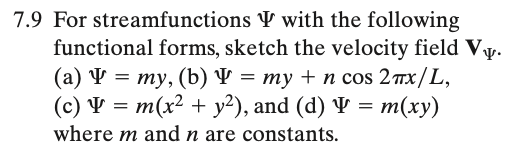 7.9 For streamfunctions Ψ with the following
functional forms, sketch the velocity field V_Ψ.
(a) Ψ = my, (b) Ψ = my + n cos 2πx/L,
(c) Ψ = m(x² + y²), and (d) Ψ = m(xy)
where m and n are constants.